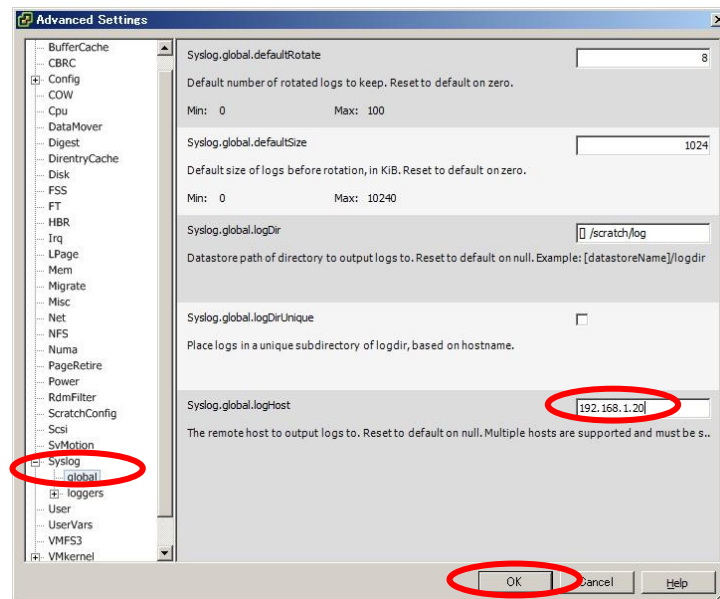 Advanced Settings
BufferCache
CBRC
Config
COW
Cpu
DataMover
Digest
DirentryCache
Disk
FSS
FT
HBR
Irq
LPage
Mem
Migrate
Misc
Net
NFS
Numa
PageRetire
Power
RdmFilter
ScratchConfig
Scsi
SvMotion
Syslog
global
loggers
User
UserVars
VMFS3
VMkernel
Syslog.global.defaultRotate
8
Default number of rotated logs to keep. Reset to default on zero.
Min: 0 Max: 100
Syslog.global.defaultSize
1024
Default size of logs before rotation, in KiB. Reset to default on zero.
Min: 0 Max: 10240
Syslog.global.logDir
[] /scratch/log
Datastore path of directory to output logs to. Reset to default on null. Example: [datastoreName]/logdir
Syslog.global.logDirUnique
Place logs in a unique subdirectory of logdir, based on hostname.
Syslog.global.logHost
192.168.1.20
The remote host to output logs to. Reset to default on null. Multiple hosts are supported and must be s..
OK Cancel Help